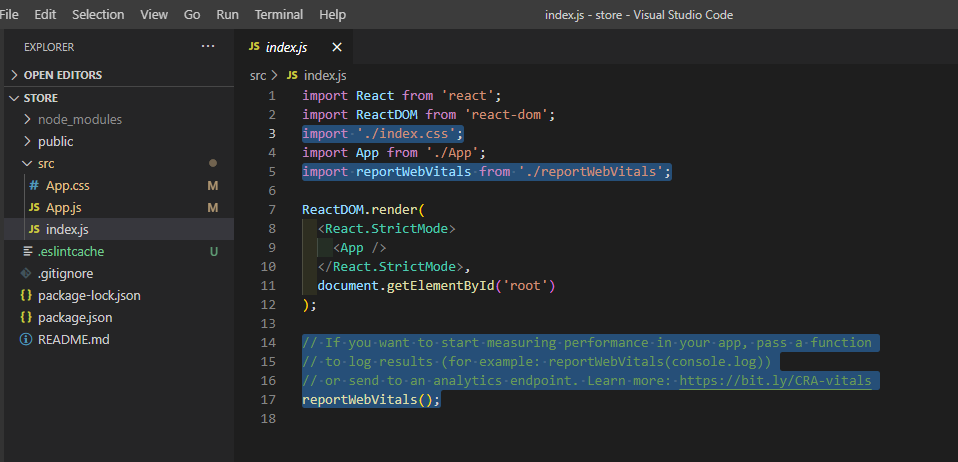 File Edit Selection View Go Run Terminal Help index.js - store - Visual Studio Code
EXPLORER ···
OPEN EDITORS
STORE
node_modules
public
src
# App.css M
JS App.js M
JS index.js
.eslintcache U
.gitignore
{} package-lock.json
{} package.json
README.md
JS index.js ×
src > JS index.js
1 import React from 'react';
2 import ReactDOM from 'react-dom';
3 import './index.css';
4 import App from './App';
5 import reportWebVitals from './reportWebVitals';
6
7 ReactDOM.render(
8 <React.StrictMode>
9 <App />
10 </React.StrictMode>,
11 document.getElementById('root')
12 );
13
14 // If you want to start measuring performance in your app, pass a function
15 // to log results (for example: reportWebVitals(console.log))
16 // or send to an analytics endpoint. Learn more: https://bit.ly/CRA-vitals
17 reportWebVitals();
18